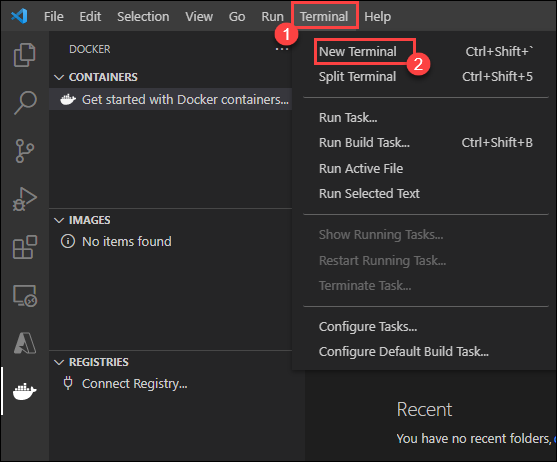 File Edit Selection View Go Run Terminal Help
1
DOCKER ...
CONTAINERS
Get started with Docker containers...
IMAGES
No items found
REGISTRIES
Connect Registry...
New Terminal Ctrl+Shift+`
2
Split Terminal Ctrl+Shift+5
Run Task...
Run Build Task... Ctrl+Shift+B
Run Active File
Run Selected Text
Show Running Tasks...
Restart Running Task...
Terminate Task...
Configure Tasks...
Configure Default Build Task...
Recent
You have no recent folders,